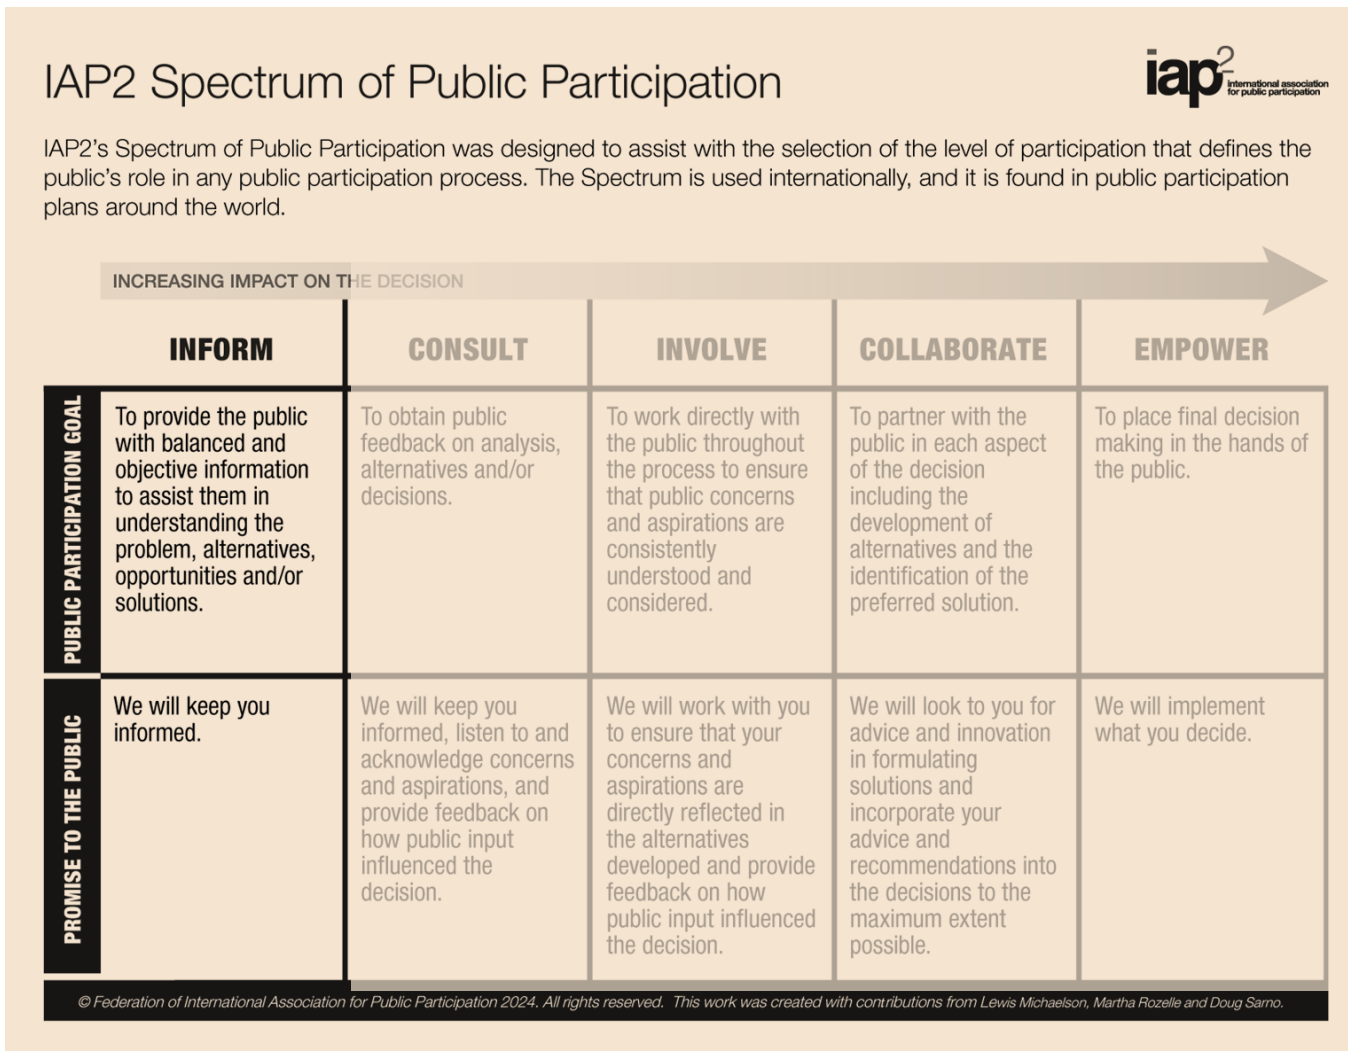 IAP2 Spectrum of Public Participation
iap2
international association
for public participation
IAP2's Spectrum of Public Participation was designed to assist with the selection of the level of participation that defines the
public's role in any public participation process. The Spectrum is used internationally, and it is found in public participation
plans around the world.
INCREASING IMPACT ON THE DECISION
INFORM
CONSULT
INVOLVE
COLLABORATE
EMPOWER
PUBLIC PARTICIPATION GOAL
To provide the public
with balanced and
objective information
to assist them in
understanding the
problem, alternatives,
opportunities and/or
solutions.
To obtain public
feedback on analysis,
alternatives and/or
decisions.
To work directly with
the public throughout
the process to ensure
that public concerns
and aspirations are
consistently
understood and
considered.
To partner with the
public in each aspect
of the decision
including the
development of
alternatives and the
identification of the
preferred solution.
To place final decision
making in the hands of
the public.
PROMISE TO THE PUBLIC
We will keep you
informed.
We will keep you
informed, listen to and
acknowledge concerns
and aspirations, and
provide feedback on
how public input
influenced the
decision.
We will work with you
to ensure that your
concerns and
aspirations are
directly reflected in
the alternatives
developed and provide
feedback on how
public input influenced
the decision.
We will look to you for
advice and innovation
in formulating
solutions and
incorporate your
advice and
recommendations into
the decisions to the
maximum extent
possible.
We will implement
what you decide.
© Federation of International Association for Public Participation 2024. All rights reserved. This work was created with contributions from Lewis Michaelson, Martha Rozelle and Doug Sarno.